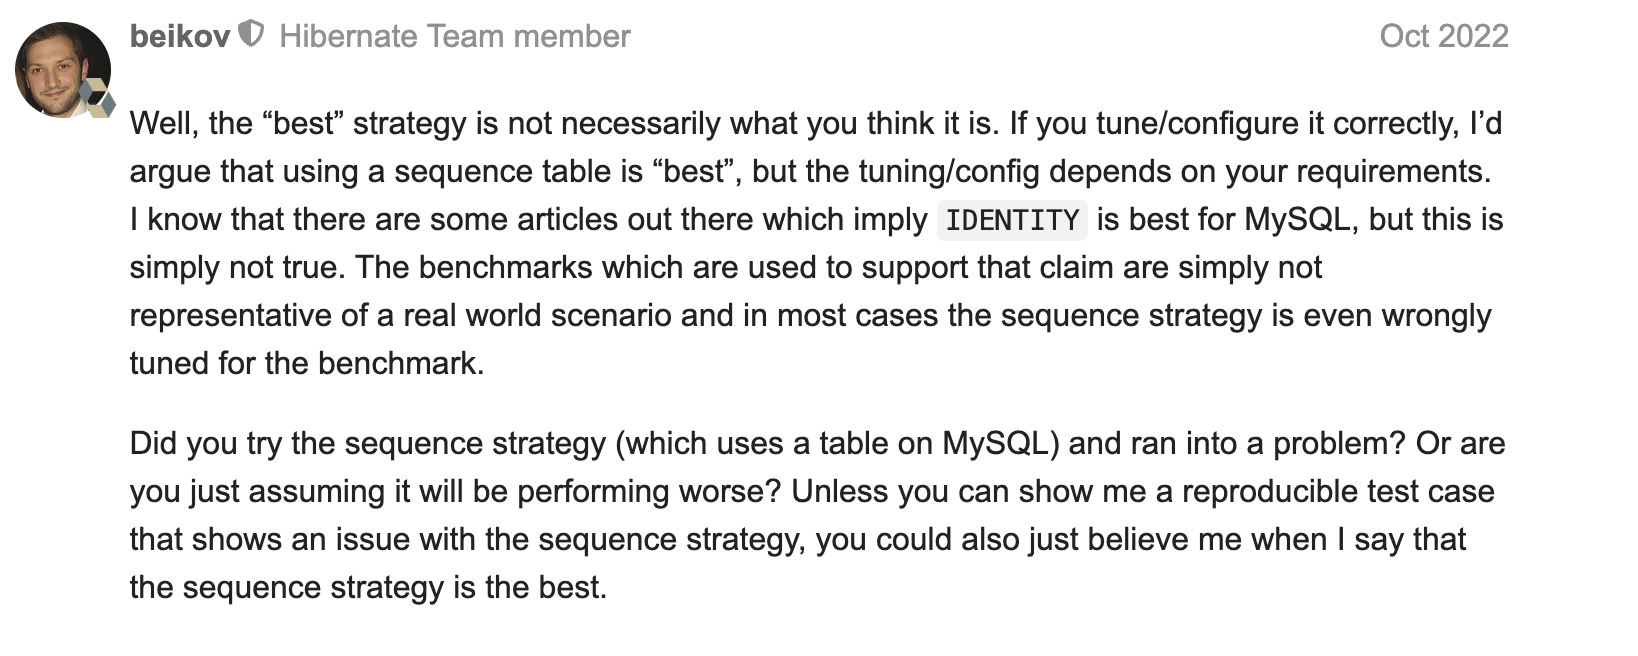 beikov Hibernate Team member Oct 2022
Well, the “best” strategy is not necessarily what you think it is. If you tune/configure it correctly, I’d
argue that using a sequence table is “best”, but the tuning/config depends on your requirements.
I know that there are some articles out there which imply IDENTITY is best for MySQL, but this is
simply not true. The benchmarks which are used to support that claim are simply not
representative of a real world scenario and in most cases the sequence strategy is even wrongly
tuned for the benchmark.
Did you try the sequence strategy (which uses a table on MySQL) and ran into a problem? Or are
you just assuming it will be performing worse? Unless you can show me a reproducible test case
that shows an issue with the sequence strategy, you could also just believe me when I say that
the sequence strategy is the best.